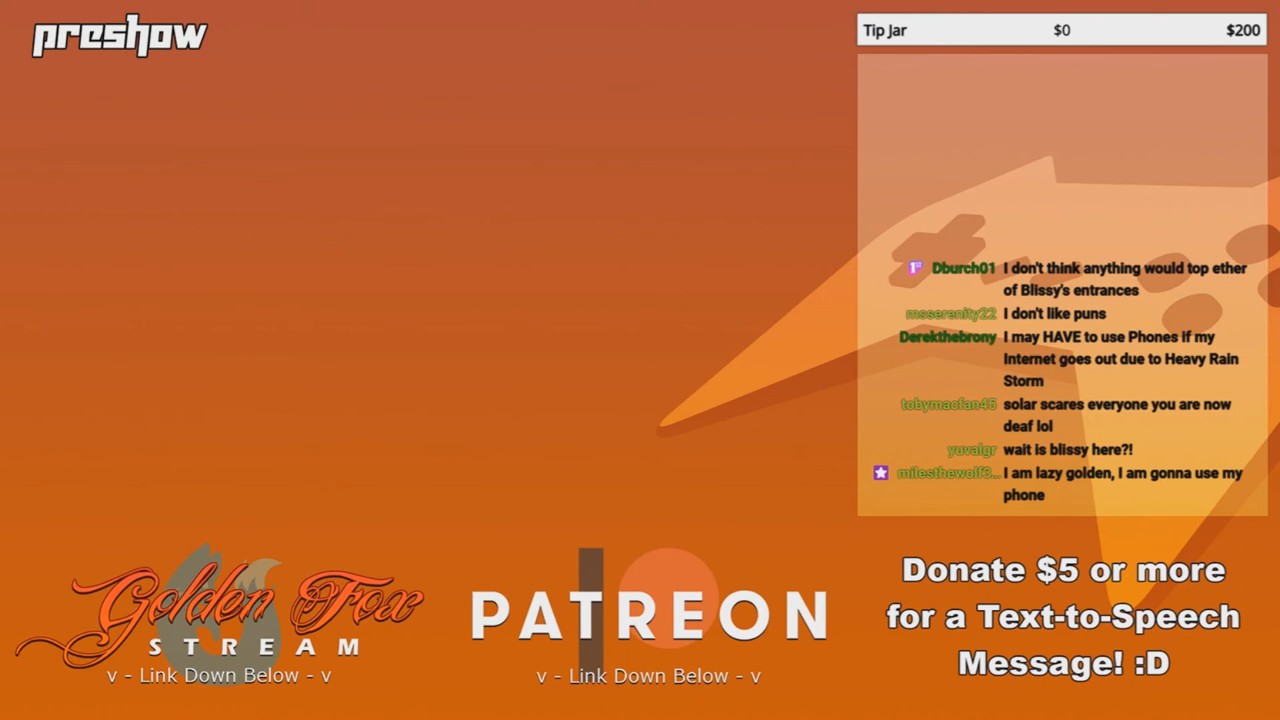 preshow
Tip Jar $0 $200
Dburch01 I don't think anything would top ether
of Blissy's entrances
msserenity22 I don't like puns
Derekthebrony I may HAVE to use Phones if my
Internet goes out due to Heavy Rain
Storm
tobymacfan45 solar scares everyone you are now
deaf lol
yuvalgr wait is blissy here?!
milesthewolf3... I am lazy golden, I am gonna use my
phone
Golden Fox
STREAM
v - Link Down Below - v
PATREON
v - Link Down Below - v
Donate $5 or more
for a Text-to-Speech
Message! :D